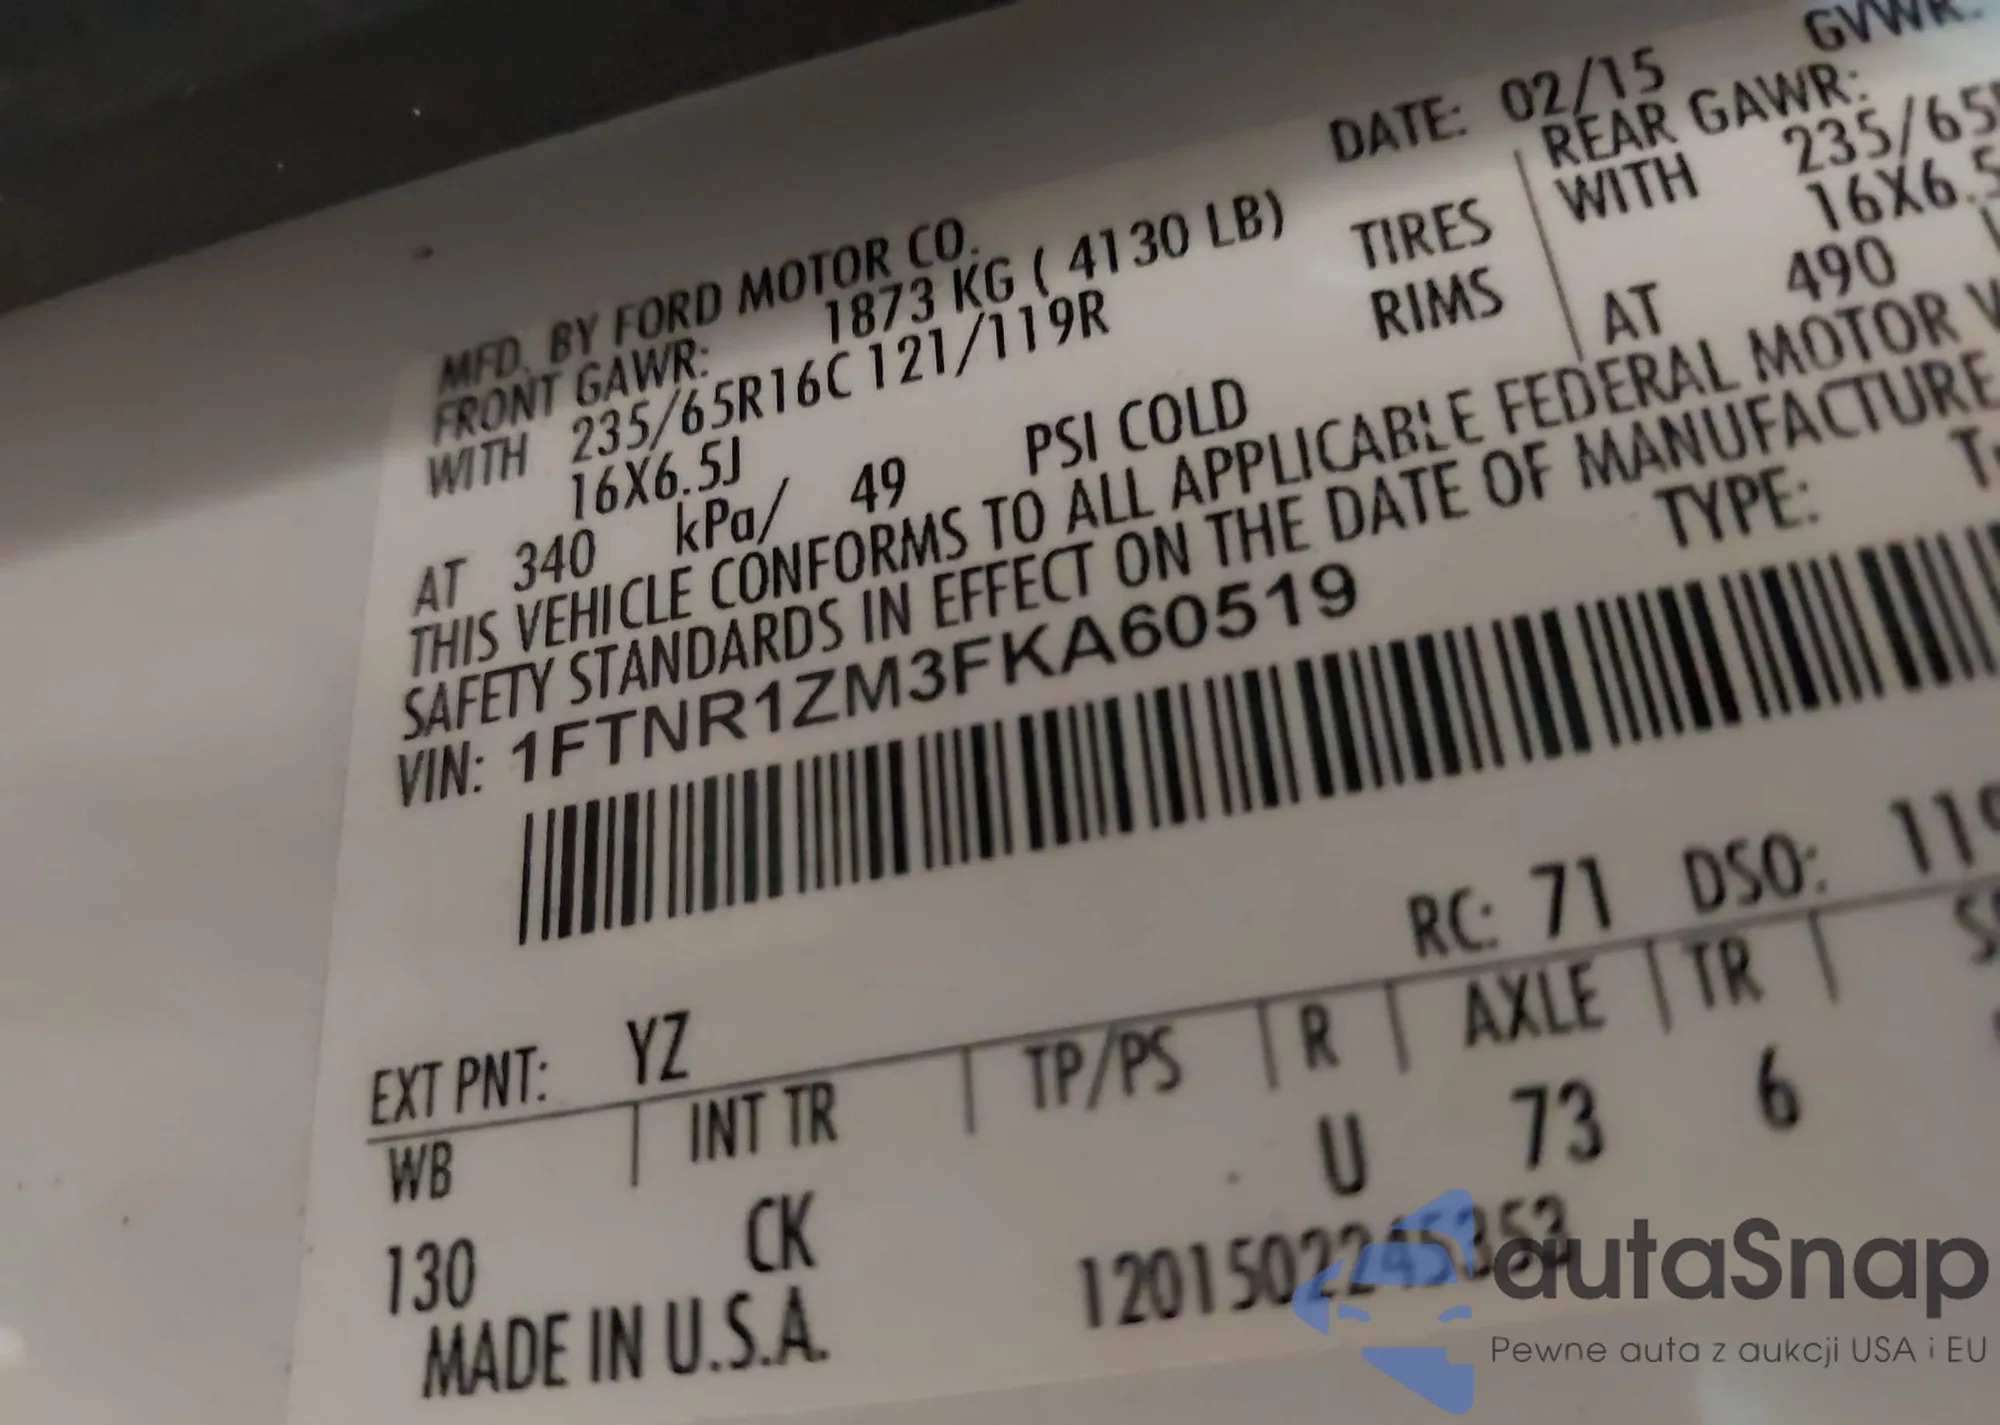 GVWR:
DATE: 02/15
MFD. BY FORD MOTOR CO.
FRONT GAWR: 1873 KG ( 4130 LB)
WITH 235/65R16C 121/119R TIRES
16X6.5J RIMS
AT 340 kPa/ 49 PSI COLD
REAR GAWR:
WITH 235/65
16X6.5
AT 490
THIS VEHICLE CONFORMS TO ALL APPLICABLE FEDERAL MOTOR
SAFETY STANDARDS IN EFFECT ON THE DATE OF MANUFACTURE
VIN: 1FTNR1ZM3FKA60519
TYPE:
RC: 71 DSO:
EXT PNT: YZ
WB INT TR TP/PS R AXLE TR
130 CK U 73 6
MADE IN U.S.A.
1201502245353
autaSnap
Pewne auta z aukcji USA i EU